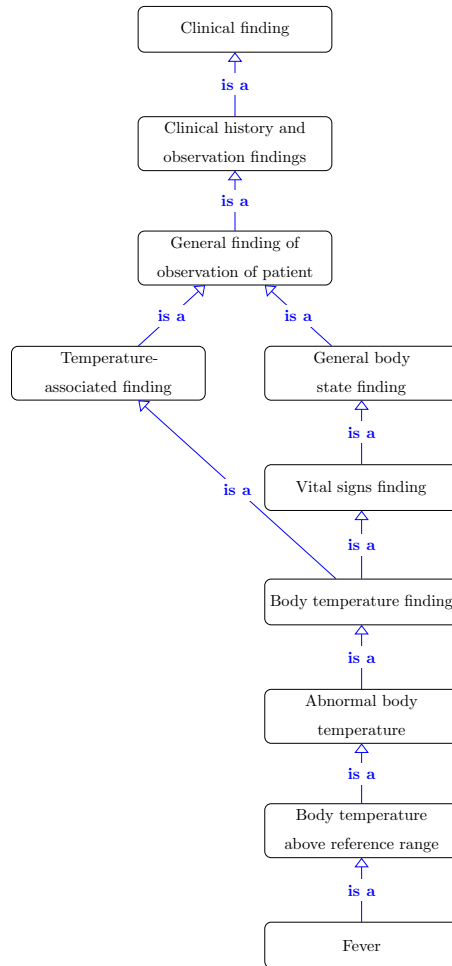 Clinical finding
is a
Clinical history and
observation findings
is a
General finding of
observation of patient
is a
is a
Temperature-
associated finding
General body
state finding
is a
Vital signs finding
is a
is a
Body temperature finding
is a
Abnormal body
temperature
is a
Body temperature
above reference range
is a
Fever